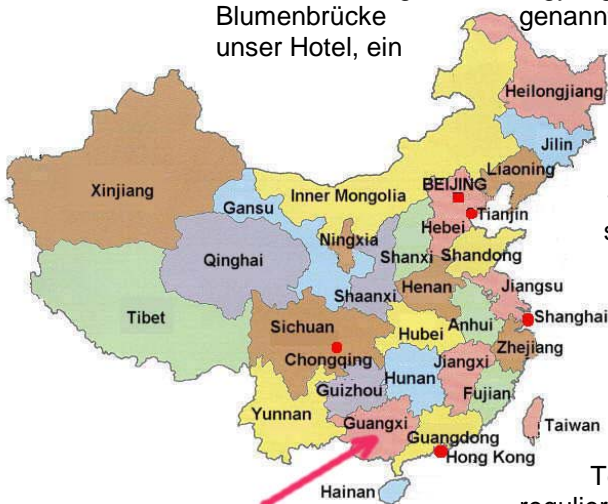 Blumenbrücke
genann
unser Hotel, ein
Heilongjiang
Jilin
Liaoning
BEIJING
Xinjiang
Inner Mongolia
Gansu
Tianjin
Hebei
s
Ningxia
Qinghai
Shanxi
Shandong
Henan
Jiangsu
Shaanxi
Tibet
Shanghai
Sichuan
Hubei
Anhui
Zhejiang
Chongqing
Jiangxi
Hunan
Guizhou
Fujian
Yunnan
Guangxi
Taiwan
Guangdong
Hong Kong
T
Hainan